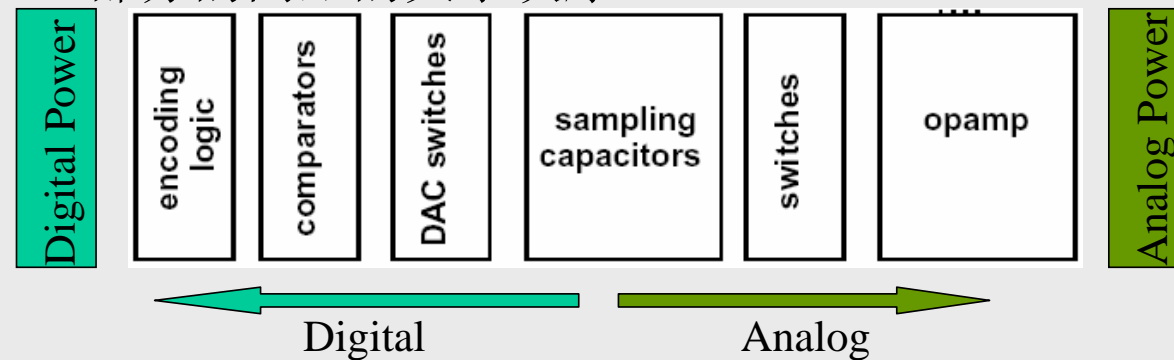 Digital Power
encoding
logic
comparators
DAC switches
sampling
capacitors
switches
opamp
Analog Power
Digital
Analog